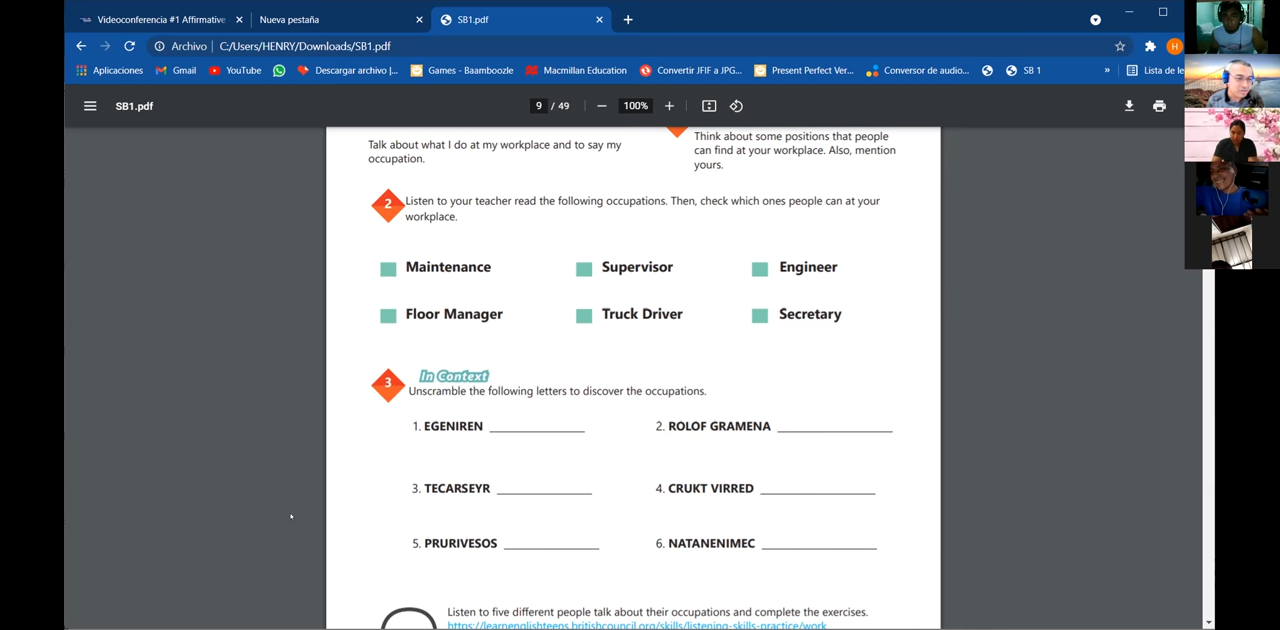 Videoconferencia #1 Affirmative
Nueva pestaña
SB1.pdf
Archivo C:/Users/HENRY/Downloads/SB1.pdf
H
Aplicaciones Gmail YouTube Descargar archivo |... Games - Baamboozle Macmillan Education Convertir JFIF a JPG... Present Perfect Ver... Conversor de audio... SB 1 » Lista de le
SB1.pdf 9 / 49 100%
Talk about what I do at my workplace and to say my
occupation.
Think about some positions that people
can find at your workplace. Also, mention
yours.
2 Listen to your teacher read the following occupations. Then, check which ones people can at your
workplace.
Maintenance Supervisor Engineer
Floor Manager Truck Driver Secretary
3 In Context
Unscramble the following letters to discover the occupations.
1. EGENIREN ____________ 2. ROLOF GRAMENA ____________
3. TECARSEYR ____________ 4. CRUKT VIRRED ____________
5. PRURIVESOS ____________ 6. NATANENIMEC ____________
Listen to five different people talk about their occupations and complete the exercises.
https://learnenglishteens.britishcouncil.org/skills/listening-skills-practice/work